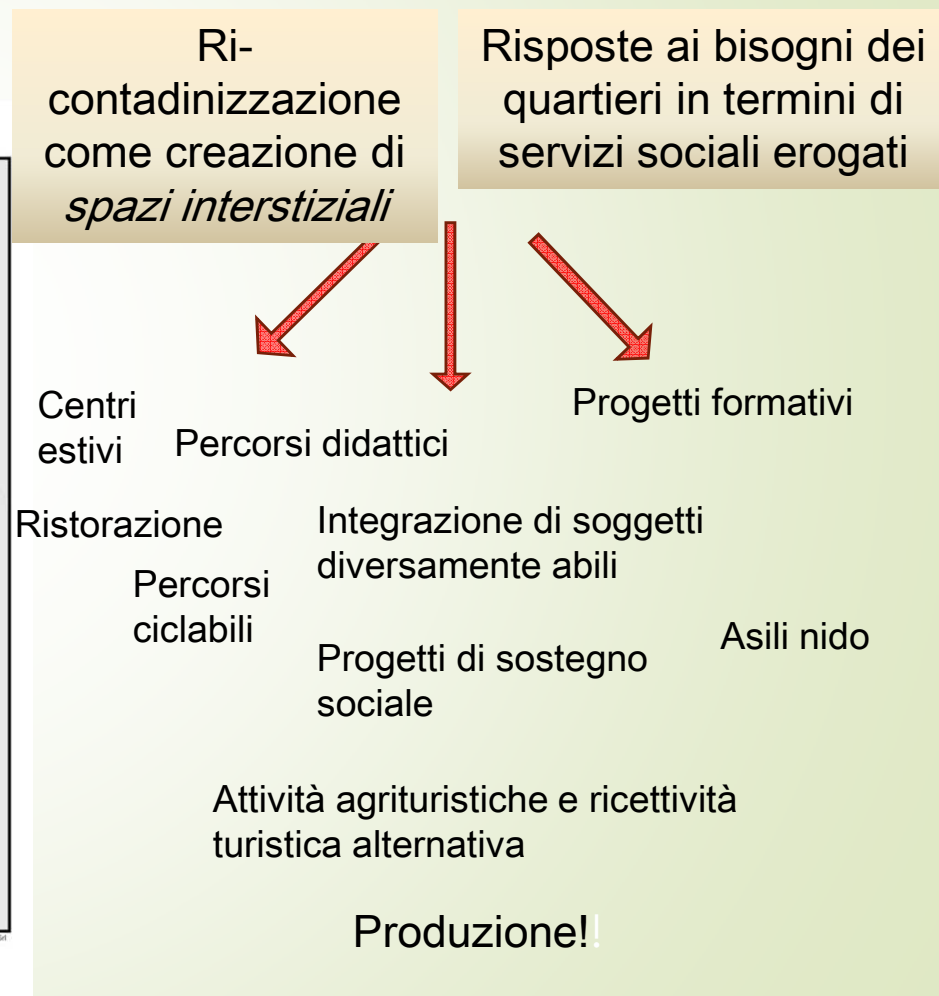 Ri-
contadinizzazione
come creazione di
spazi interstiziali
Risposte ai bisogni dei
quartieri in termini di
servizi sociali erogati
Centri
estivi
Percorsi didattici
Progetti formativi
Ristorazione
Integrazione di soggetti
diversamente abili
Percorsi
ciclabili
Asili nido
Progetti di sostegno
sociale
Attività agrituristiche e ricettività
turistica alternativa
Produzione!!